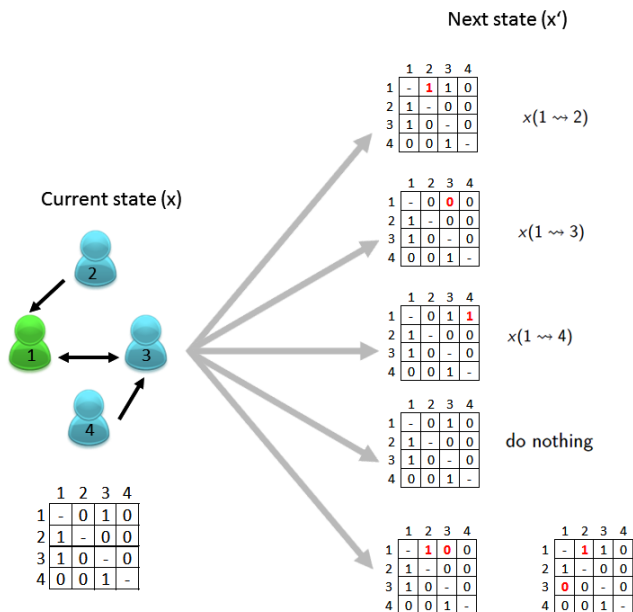 Next state (x‘)
1 2 3 4
1 - 1 1 0
2 1 - 0 0
3 1 0 - 0
4 0 0 1 -
x(1 ⇝ 2)
1 2 3 4
1 - 0 0 0
2 1 - 0 0
3 1 0 - 0
4 0 0 1 -
x(1 ⇝ 3)
Current state (x)
2
1
3
4
1 2 3 4
1 - 0 1 1
2 1 - 0 0
3 1 0 - 0
4 0 0 1 -
x(1 ⇝ 4)
1 2 3 4
1 - 0 1 0
2 1 - 0 0
3 1 0 - 0
4 0 0 1 -
do nothing
1 2 3 4
1 - 0 1 0
2 1 - 0 0
3 1 0 - 0
4 0 0 1 -
1 2 3 4
1 - 1 0 0
2 1 - 0 0
3 1 0 - 0
4 0 0 1 -
1 2 3 4
1 - 1 1 0
2 1 - 0 0
3 0 0 - 0
4 0 0 1 -